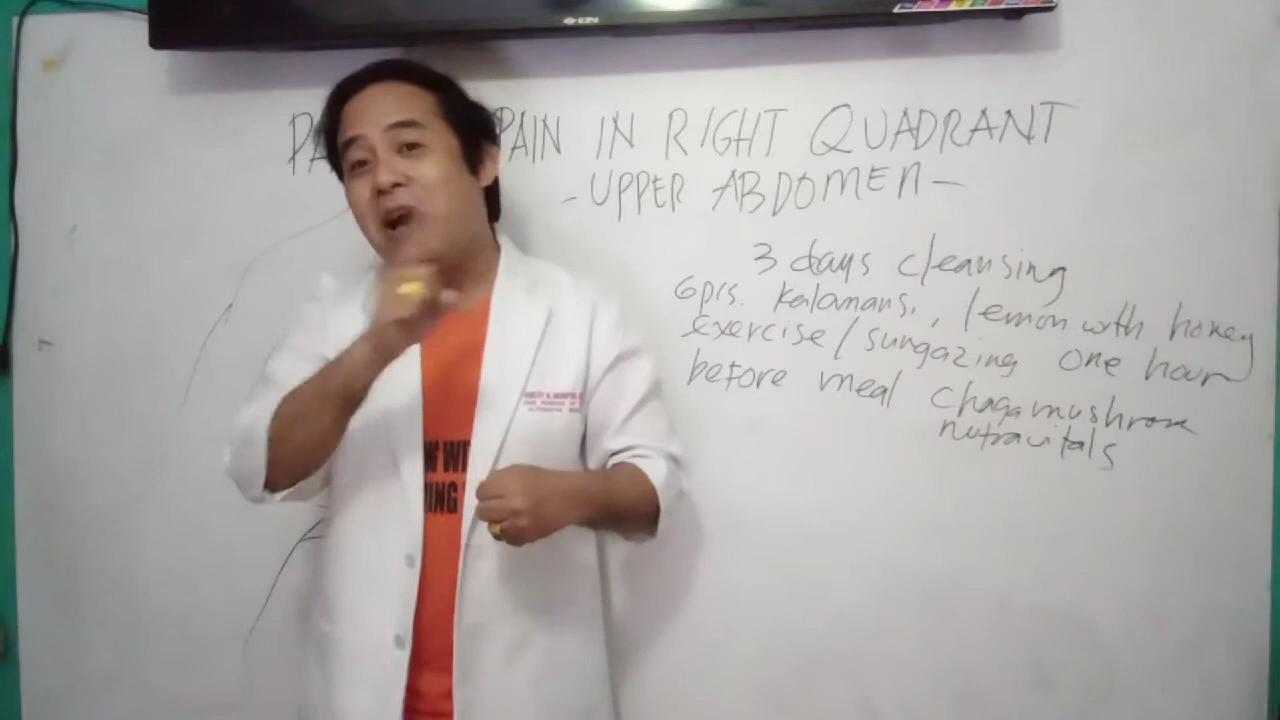 PAIN IN RIGHT QUADRANT
- UPPER ABDOMEN -
3 days cleansing
6pcs. kalamansi, lemon with honey
exercise/sungazing one hour
before meal chaga mushroom
nutravitals